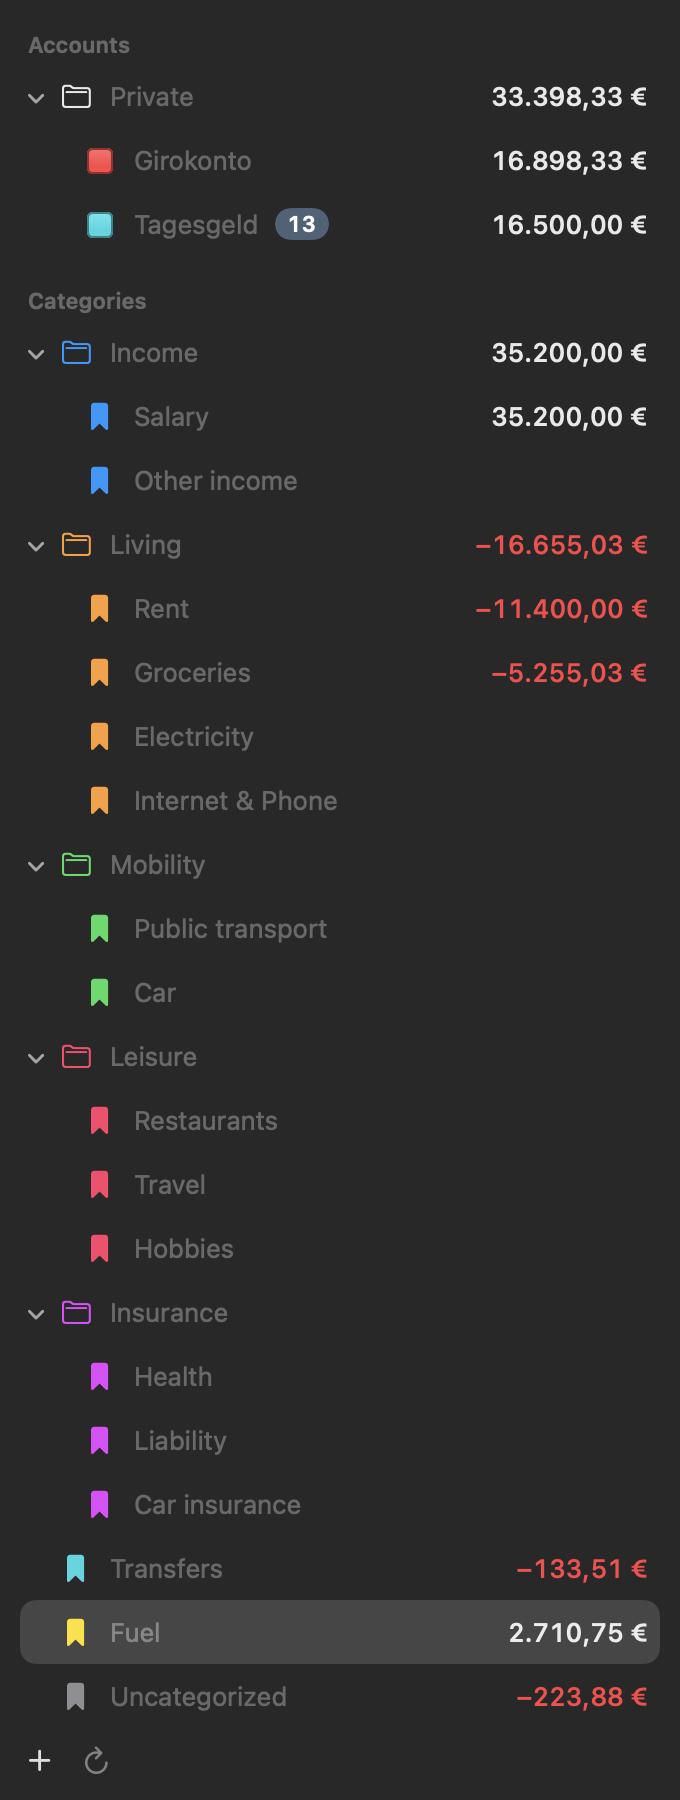 Accounts
Private 33.398,33 €
Girokonto 16.898,33 €
Tagesgeld 13 16.500,00 €
Categories
Income 35.200,00 €
Salary 35.200,00 €
Other income
Living −16.655,03 €
Rent −11.400,00 €
Groceries −5.255,03 €
Electricity
Internet & Phone
Mobility
Public transport
Car
Leisure
Restaurants
Travel
Hobbies
Insurance
Health
Liability
Car insurance
Transfers −133,51 €
Fuel 2.710,75 €
Uncategorized −223,88 €